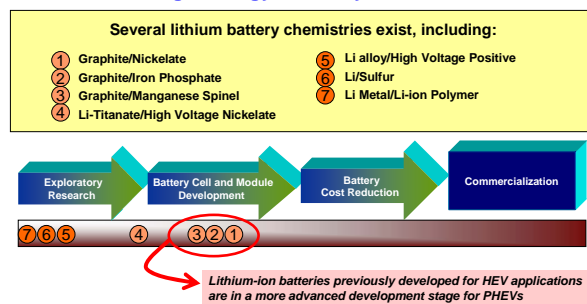 Several lithium battery chemistries exist, including:
1 Graphite/Nickelate
2 Graphite/Iron Phosphate
3 Graphite/Manganese Spinel
4 Li-Titanate/High Voltage Nickelate
5 Li alloy/High Voltage Positive
6 Li/Sulfur
7 Li Metal/Li-ion Polymer
Exploratory
Research
Battery Cell and Module
Development
Battery
Cost Reduction
Commercialization
7 6 5 4 3 2 1
Lithium-ion batteries previously developed for HEV applications
are in a more advanced development stage for PHEVs